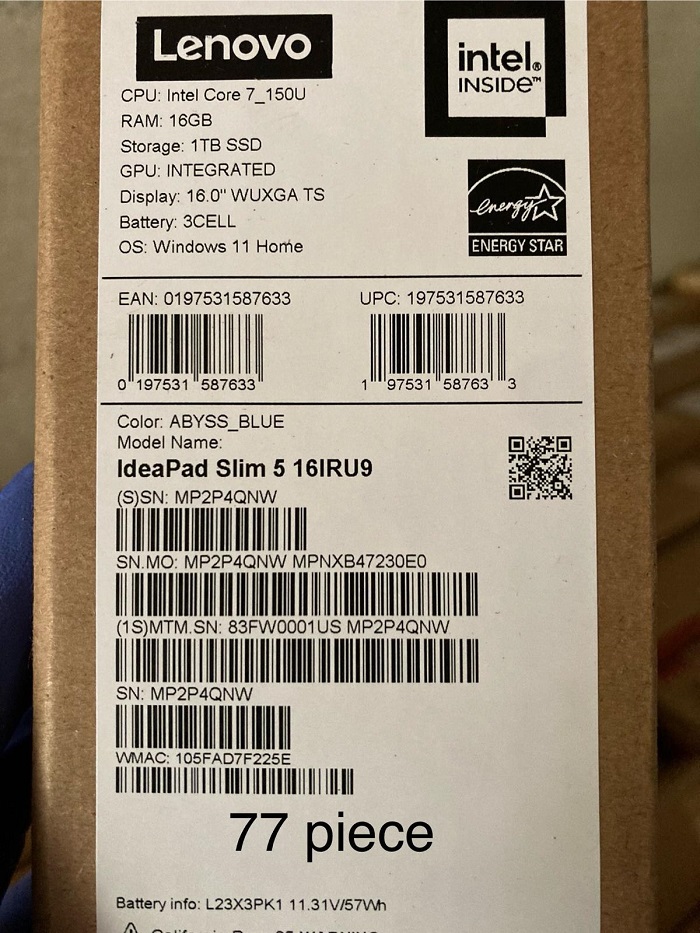 Lenovo
intel®
INSIDE™
CPU: Intel Core 7_150U
RAM: 16GB
Storage: 1TB SSD
GPU: INTEGRATED
Display: 16.0" WUXGA TS
Battery: 3CELL
OS: Windows 11 Home
energy
ENERGY STAR
EAN: 0197531587633
UPC: 197531587633
0 197531 587633
1 97531 58763 3
Color: ABYSS_BLUE
Model Name:
IdeaPad Slim 5 16IRU9
(S)SN: MP2P4QNW
SN.MO: MP2P4QNW MPNXB47230E0
(1S)MTM.SN: 83FW0001US MP2P4QNW
SN: MP2P4QNW
WMAC: 105FAD7F225E
77 piece
Battery info: L23X3PK1 11.31V/57Wh